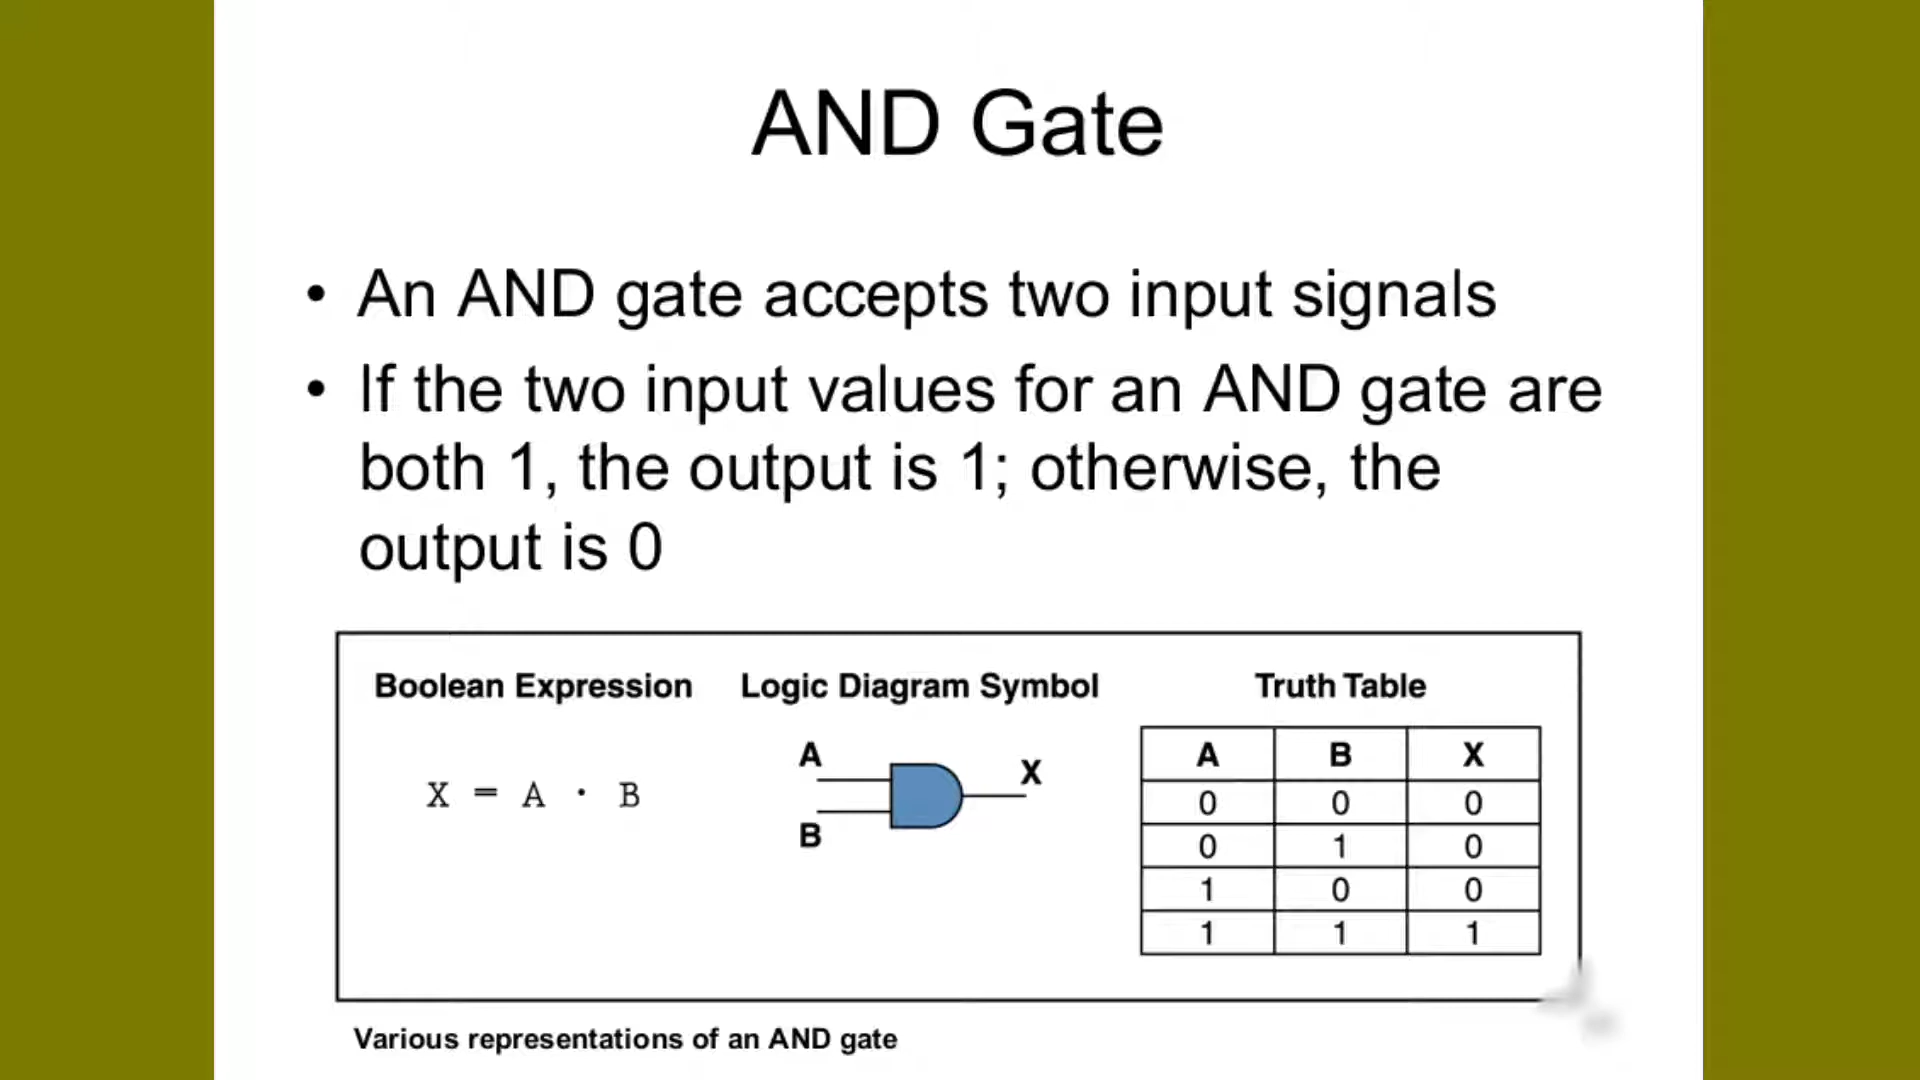 AND Gate
• An AND gate accepts two input signals
• If the two input values for an AND gate are
both 1, the output is 1; otherwise, the
output is 0
Boolean Expression Logic Diagram Symbol Truth Table
X = A · B
A
B
X
A B X
0 0 0
0 1 0
1 0 0
1 1 1
Various representations of an AND gate